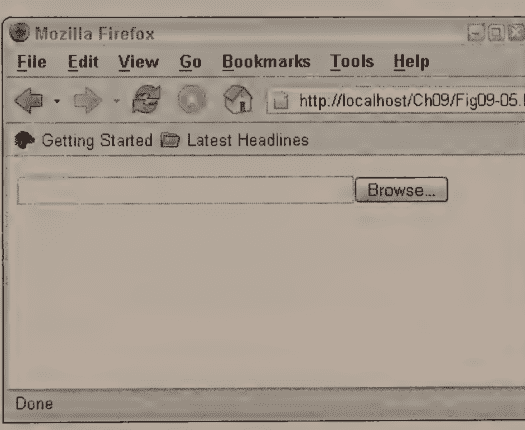 Mozilla Firefox
File Edit View Go Bookmarks Tools Help
http://localhost/Ch09/Fig09-05.
Getting Started Latest Headlines
Browse...
Done